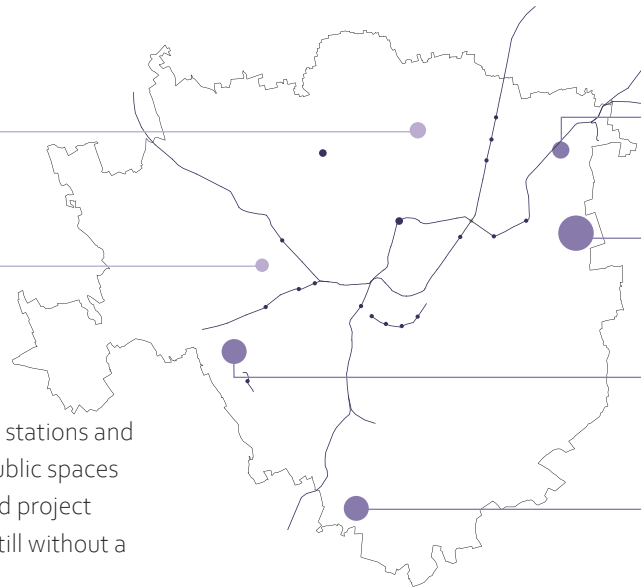 stations and
ublic spaces
d project
till without a